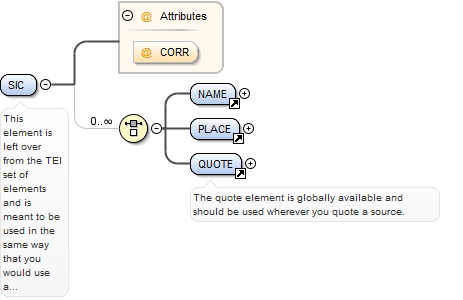 @ Attributes
@ CORR
SIC
0..∞
NAME
PLACE
QUOTE
This
element is
left over
from the TEI
set of
elements
and is
meant to be
used in the
same way
that you
would use
a...
The quote element is globally available and
should be used wherever you quote a source.